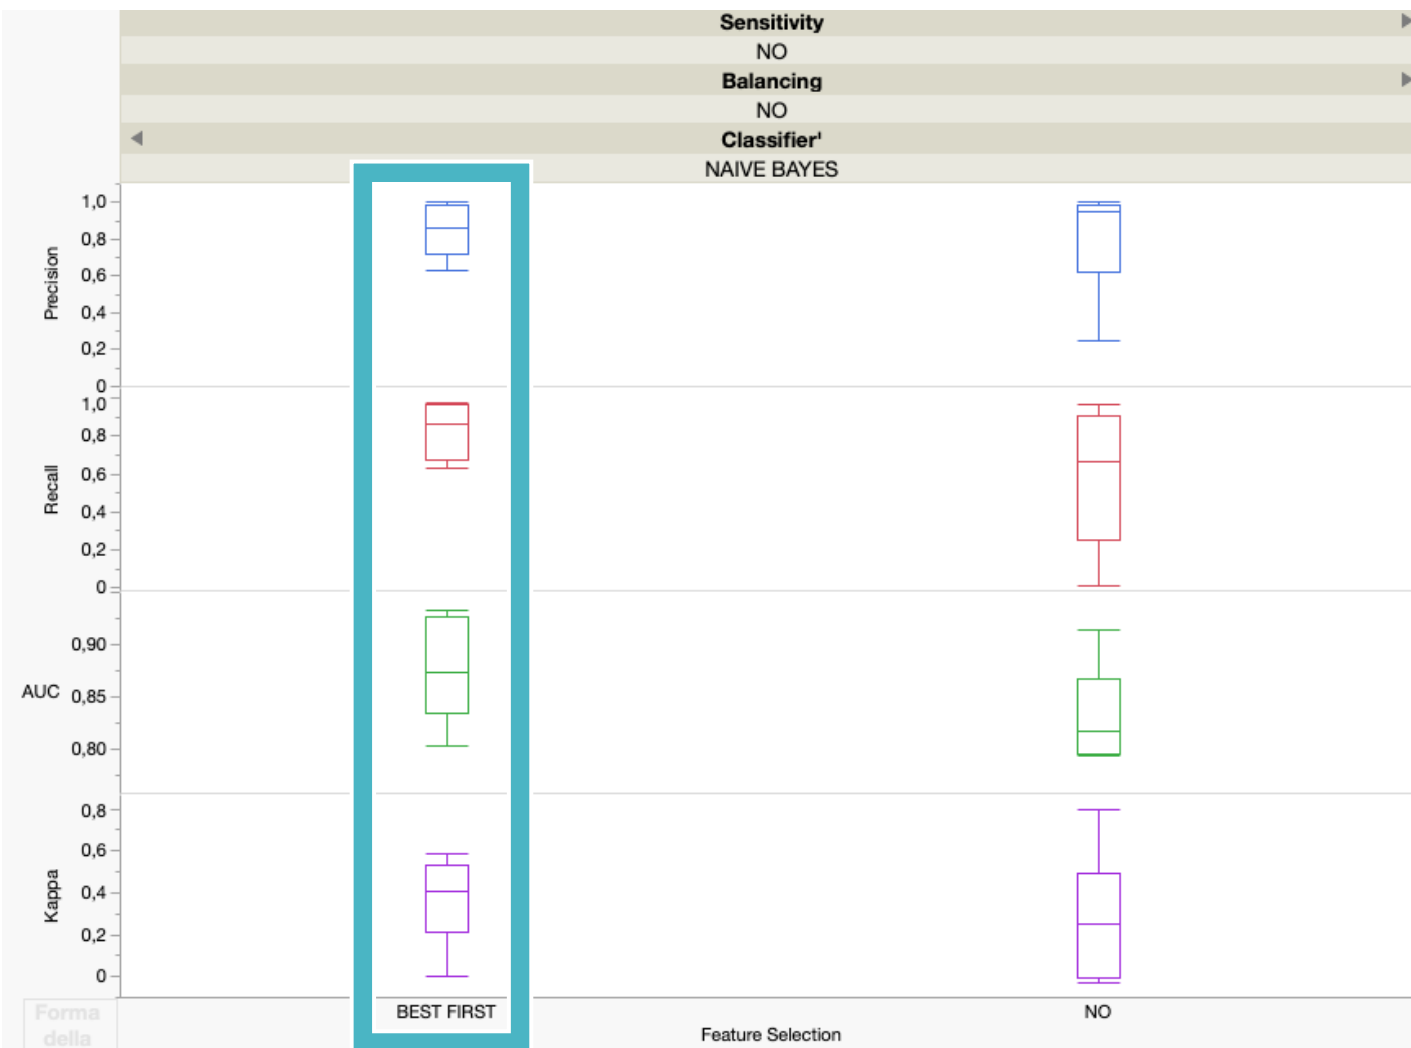 Sensitivity
NO
Balancing
NO
Classifier'
NAIVE BAYES
Precision
1,0
0,8
0,6
0,4
0,2
0
Recall
1,0
0,8
0,6
0,4
0,2
0
AUC
0,90
0,85
0,80
Kappa
0,8
0,6
0,4
0,2
0
BEST FIRST
NO
Feature Selection
Forma
della